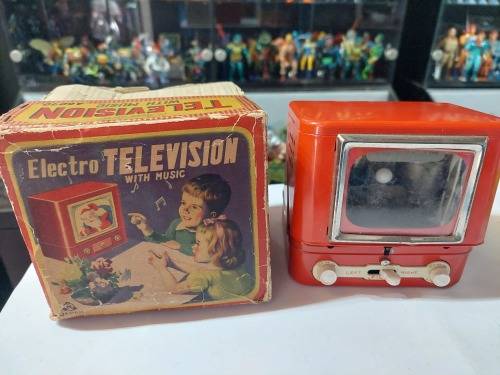 TELEVISION
Electro TELEVISION
WITH MUSIC
LEFT
RIGHT